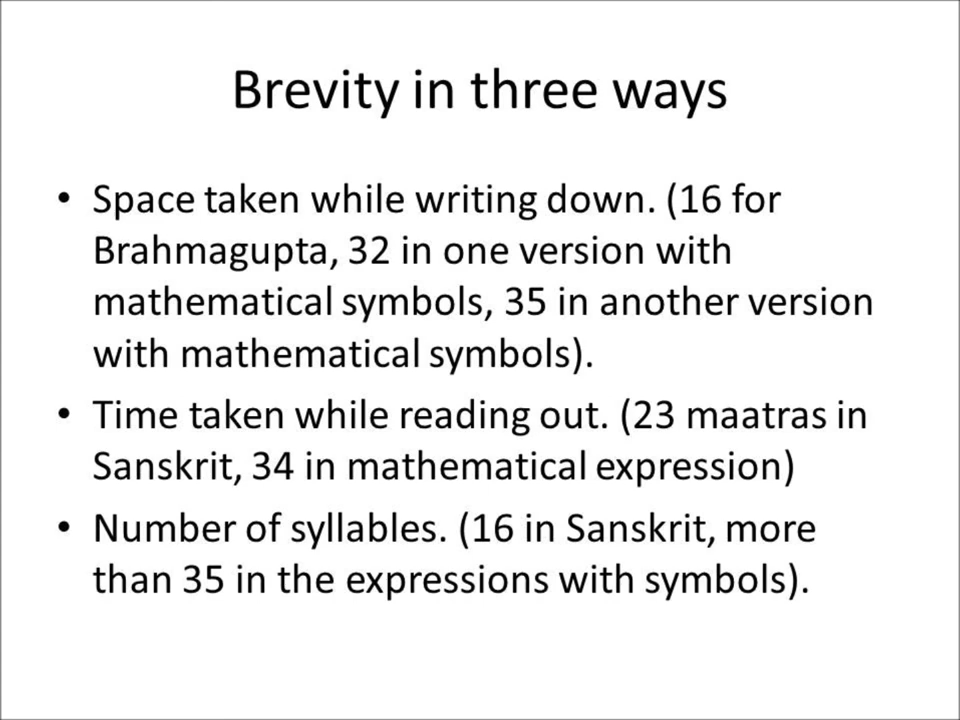 Brevity in three ways
• Space taken while writing down. (16 for
Brahmagupta, 32 in one version with
mathematical symbols, 35 in another version
with mathematical symbols).
• Time taken while reading out. (23 maatras in
Sanskrit, 34 in mathematical expression)
• Number of syllables. (16 in Sanskrit, more
than 35 in the expressions with symbols).